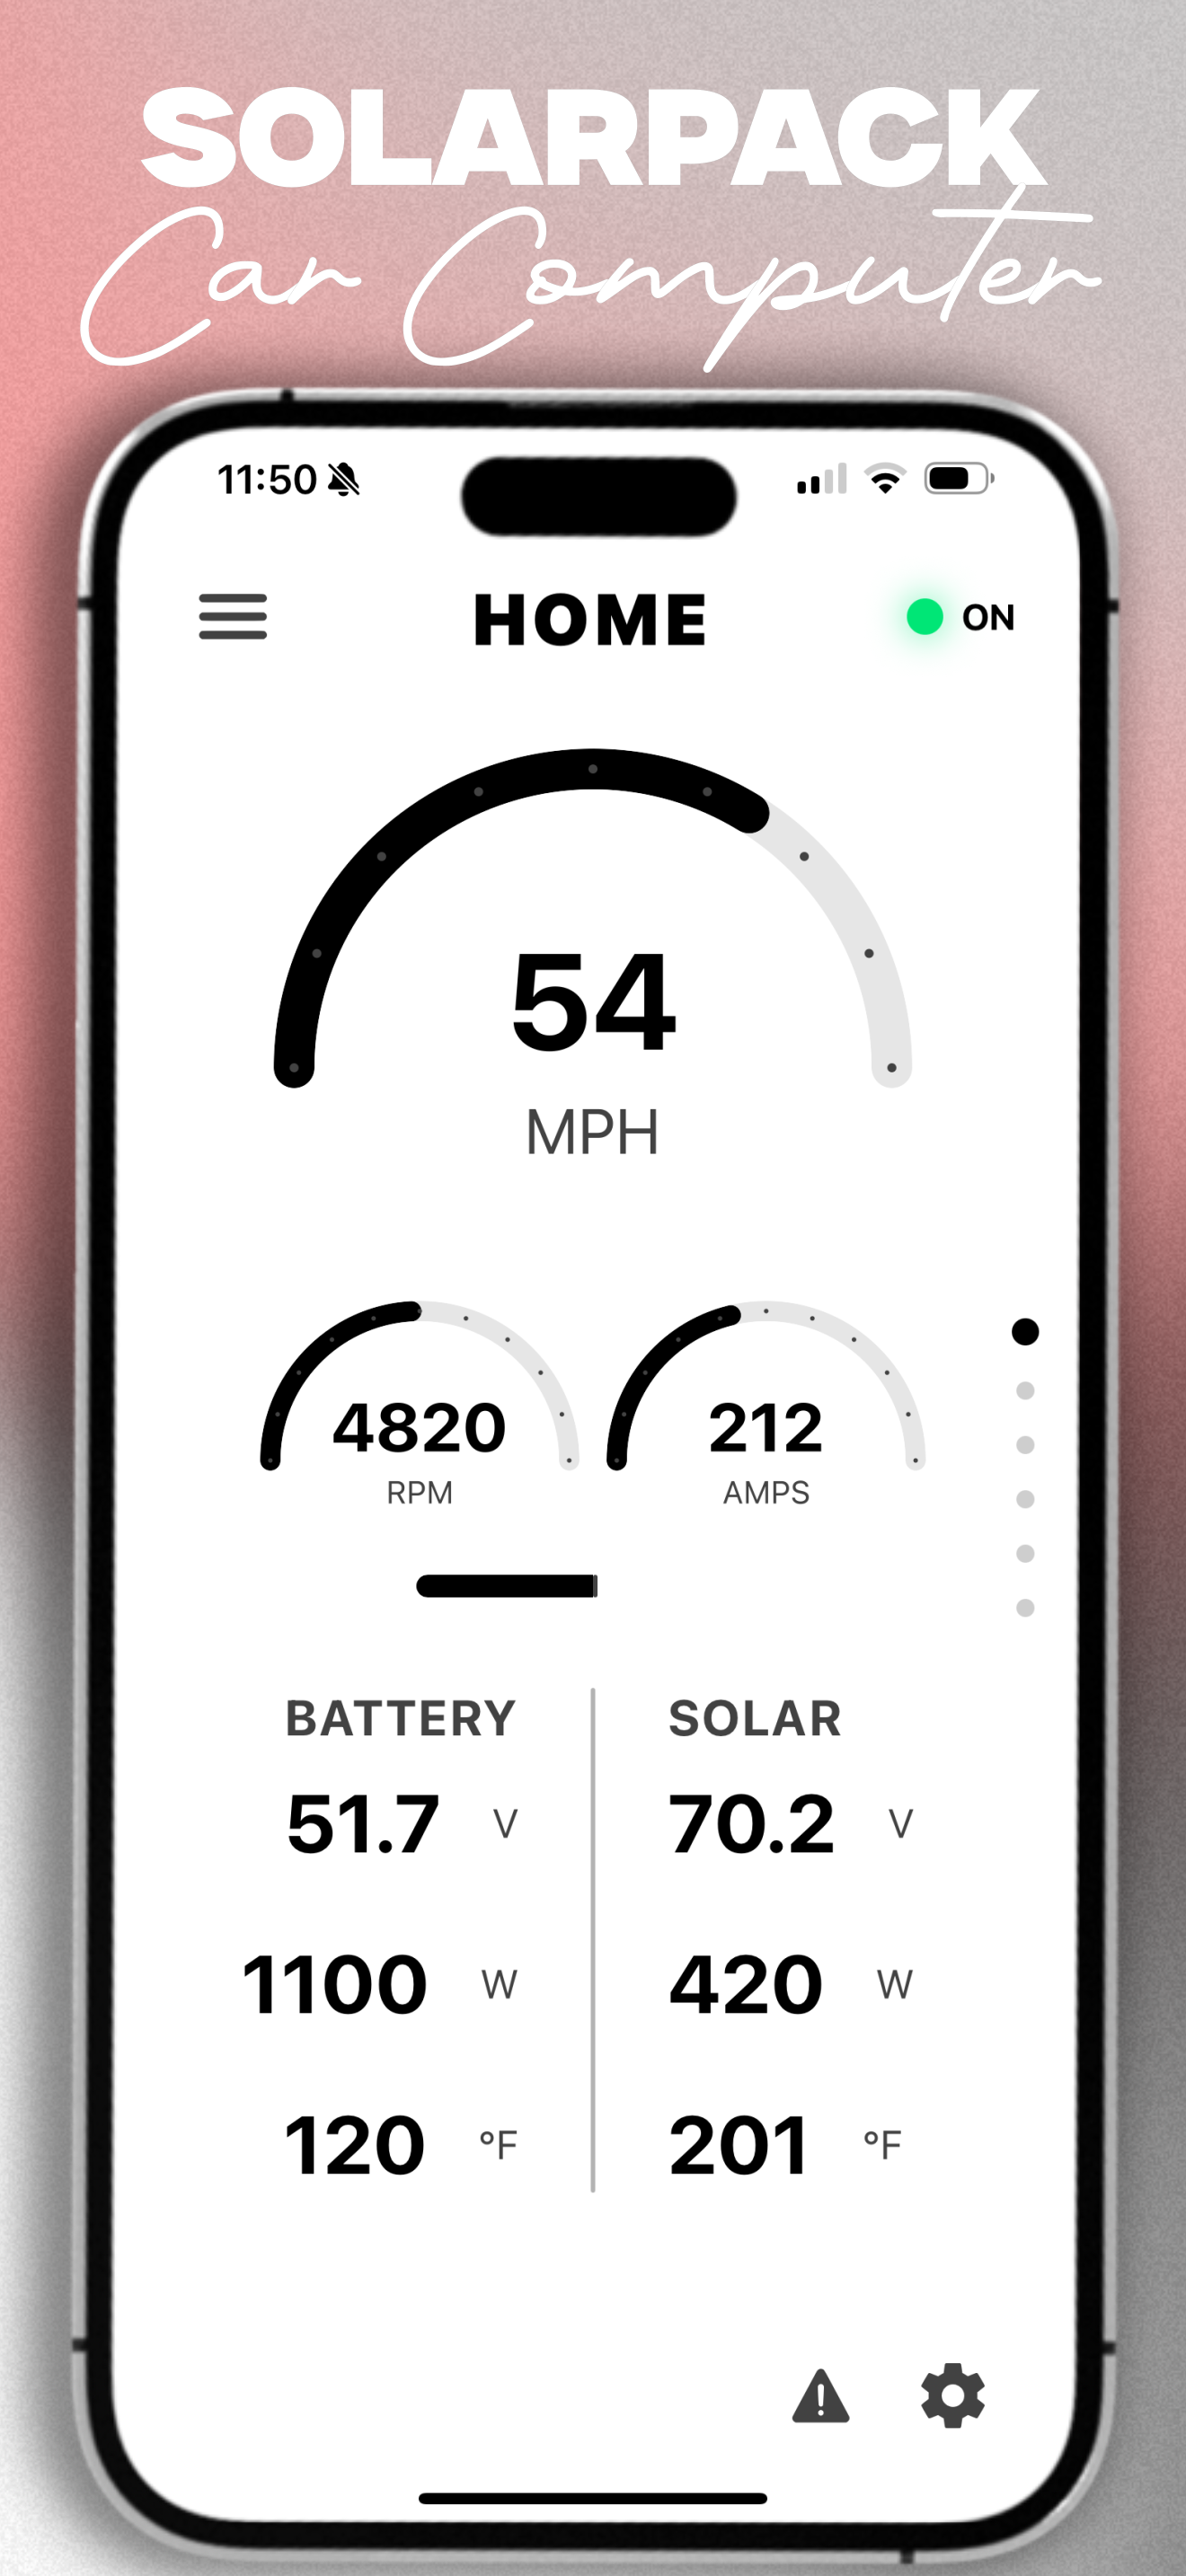 SOLARPACK
Car Computer
11:50
HOME
ON
54
MPH
4820
RPM
212
AMPS
BATTERY
51.7 V
1100 W
120 °F
SOLAR
70.2 V
420 W
201 °F